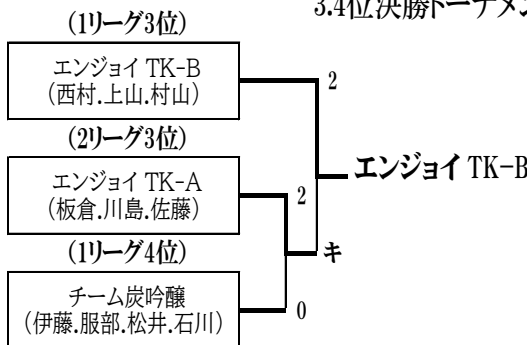 3.4位決勝トーナメン
(1リーグ3位)
エンジョイ TK-B
(西村.上山.村山)
2
(2リーグ3位)
エンジョイ TK-B
エンジョイ TK-A
(板倉.川島.佐藤)
2
(1リーグ4位)
キ
チーム炭吟醸
(伊藤.服部.松井.石川)
0